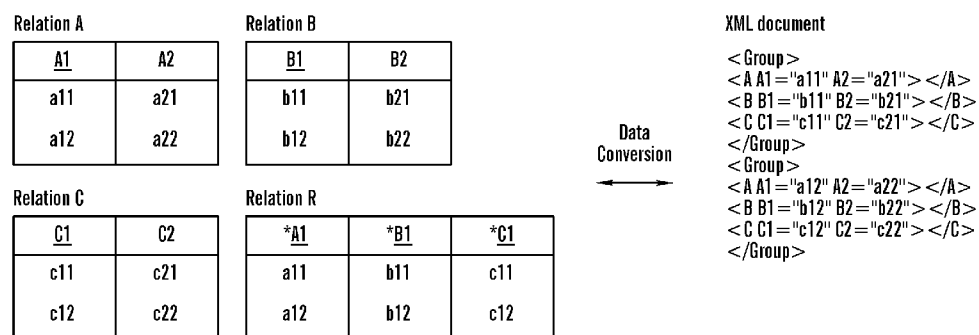 Relation A
A1 A2
a11 a21
a12 a22
Relation B
B1 B2
b11 b21
b12 b22
Relation C
C1 C2
c11 c21
c12 c22
Relation R
*A1 *B1 *C1
a11 b11 c11
a12 b12 c12
Data
Conversion
XML document
<Group>
<A A1="a11" A2="a21"></A>
<B B1="b11" B2="b21"></B>
<C C1="c11" C2="c21"></C>
</Group>
<Group>
<A A1="a12" A2="a22"></A>
<B B1="b12" B2="b22"></B>
<C C1="c12" C2="c22"></C>
</Group>